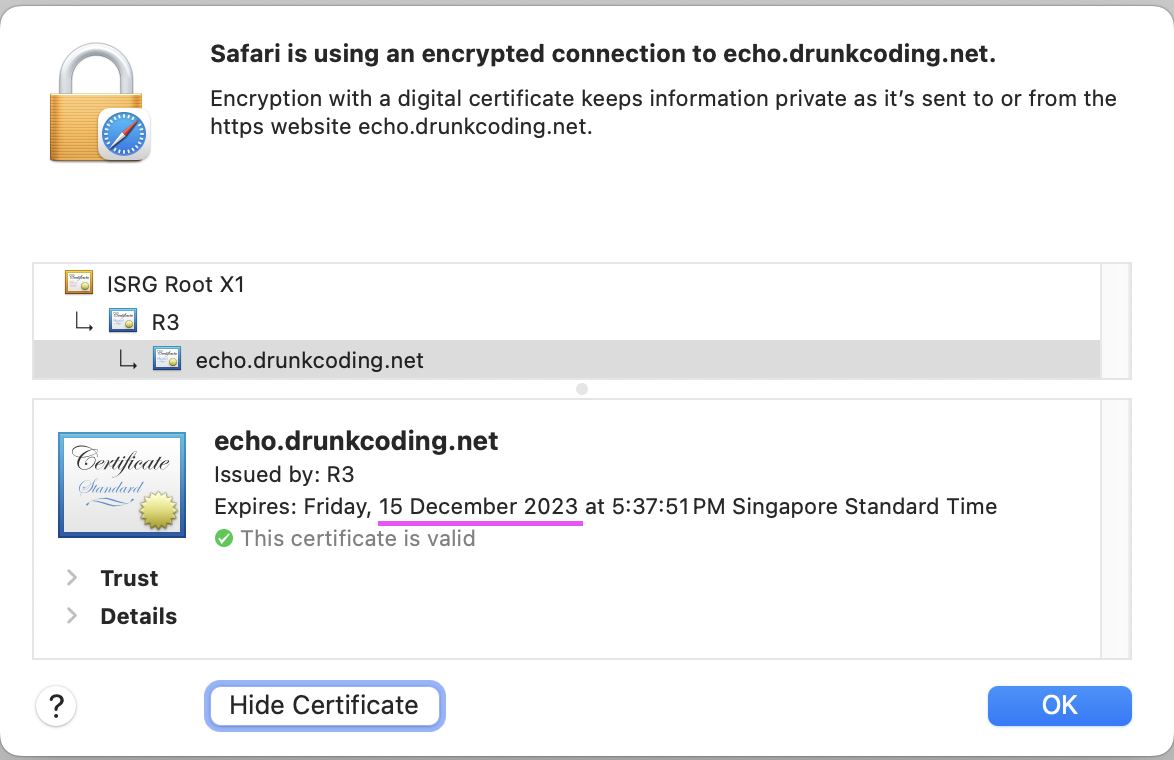 Safari is using an encrypted connection to echo.drunkcoding.net.
Encryption with a digital certificate keeps information private as it’s sent to or from the
https website echo.drunkcoding.net.
ISRG Root X1
R3
echo.drunkcoding.net
Certificate
Standard
echo.drunkcoding.net
Issued by: R3
Expires: Friday, 15 December 2023 at 5:37:51 PM Singapore Standard Time
This certificate is valid
Trust
Details
?
Hide Certificate
OK